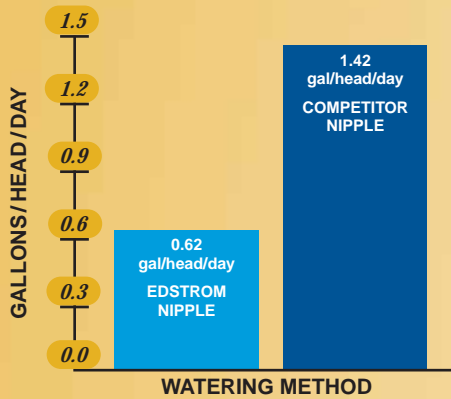 GALLONS/HEAD/DAY
1.5
1.2
0.9
0.6
0.3
0.0
0.62
gal/head/day
EDSTROM
NIPPLE
1.42
gal/head/day
COMPETITOR
NIPPLE
WATERING METHOD